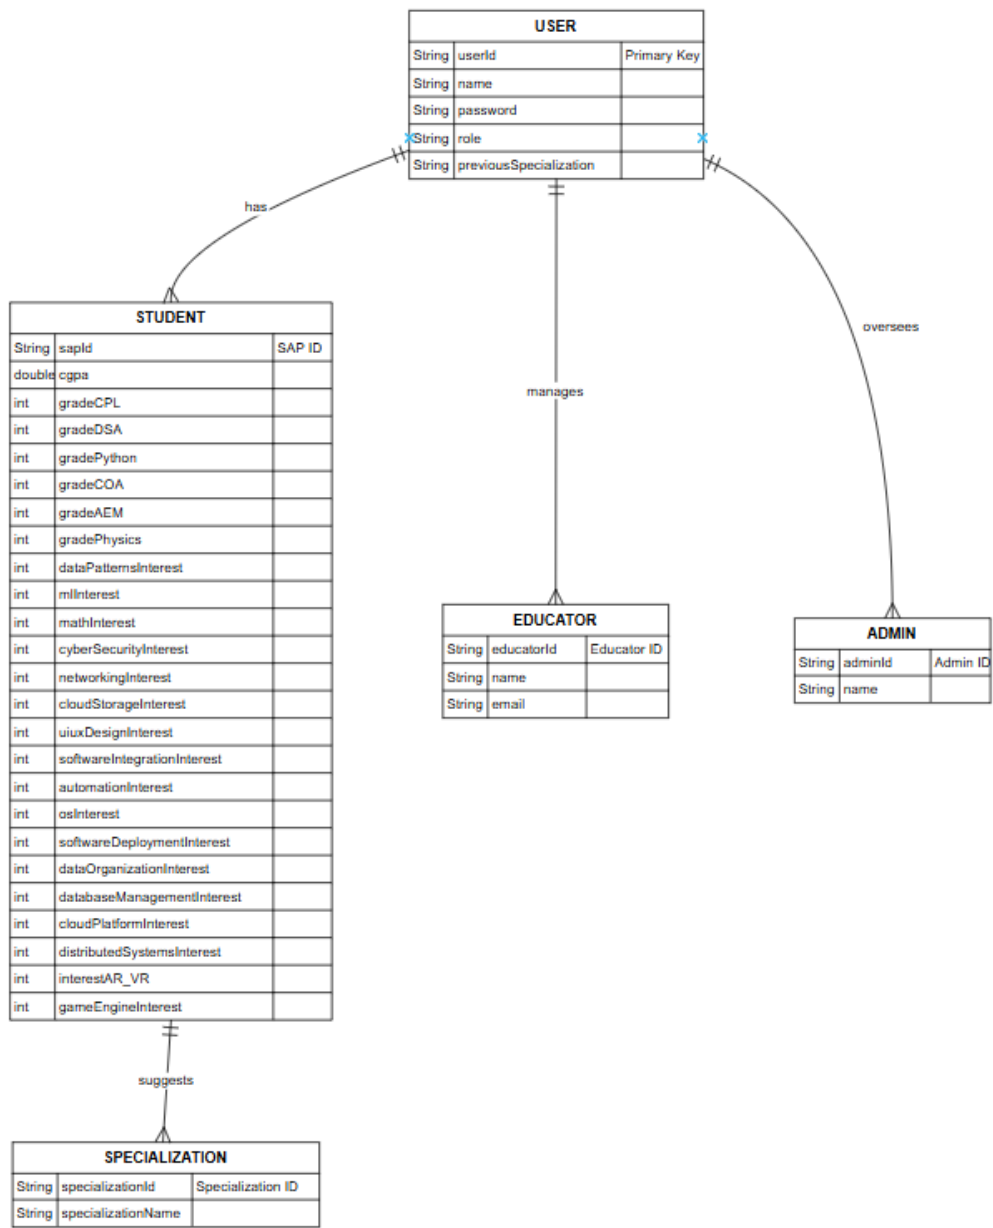 USER
String userId Primary Key
String name
String password
String role
String previousSpecialization
has
STUDENT
String sapId SAP ID
double cgpa
int gradeCPL
int gradeDSA
int gradePython
int gradeCOA
int gradeAEM
int gradePhysics
int dataPatternsInterest
int mlInterest
int mathInterest
int cyberSecurityInterest
int networkingInterest
int cloudStorageInterest
int uiuxDesignInterest
int softwareIntegrationInterest
int automationInterest
int osInterest
int softwareDeploymentInterest
int dataOrganizationInterest
int databaseManagementInterest
int cloudPlatformInterest
int distributedSystemsInterest
int interestAR_VR
int gameEngineInterest
manages
EDUCATOR
String educatorId Educator ID
String name
String email
oversees
ADMIN
String adminId Admin ID
String name
suggests
SPECIALIZATION
String specializationId Specialization ID
String specializationName